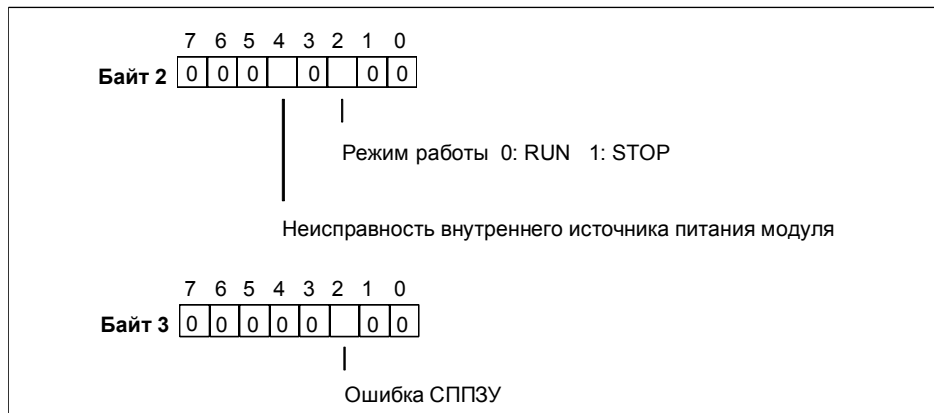 7 6 5 4 3 2 1 0
Байт 2 0 0 0 0 0 0
Режим работы 0: RUN 1: STOP
Неисправность внутреннего источника питания модуля
7 6 5 4 3 2 1 0
Байт 3 0 0 0 0 0 0 0
Ошибка СППЗУ